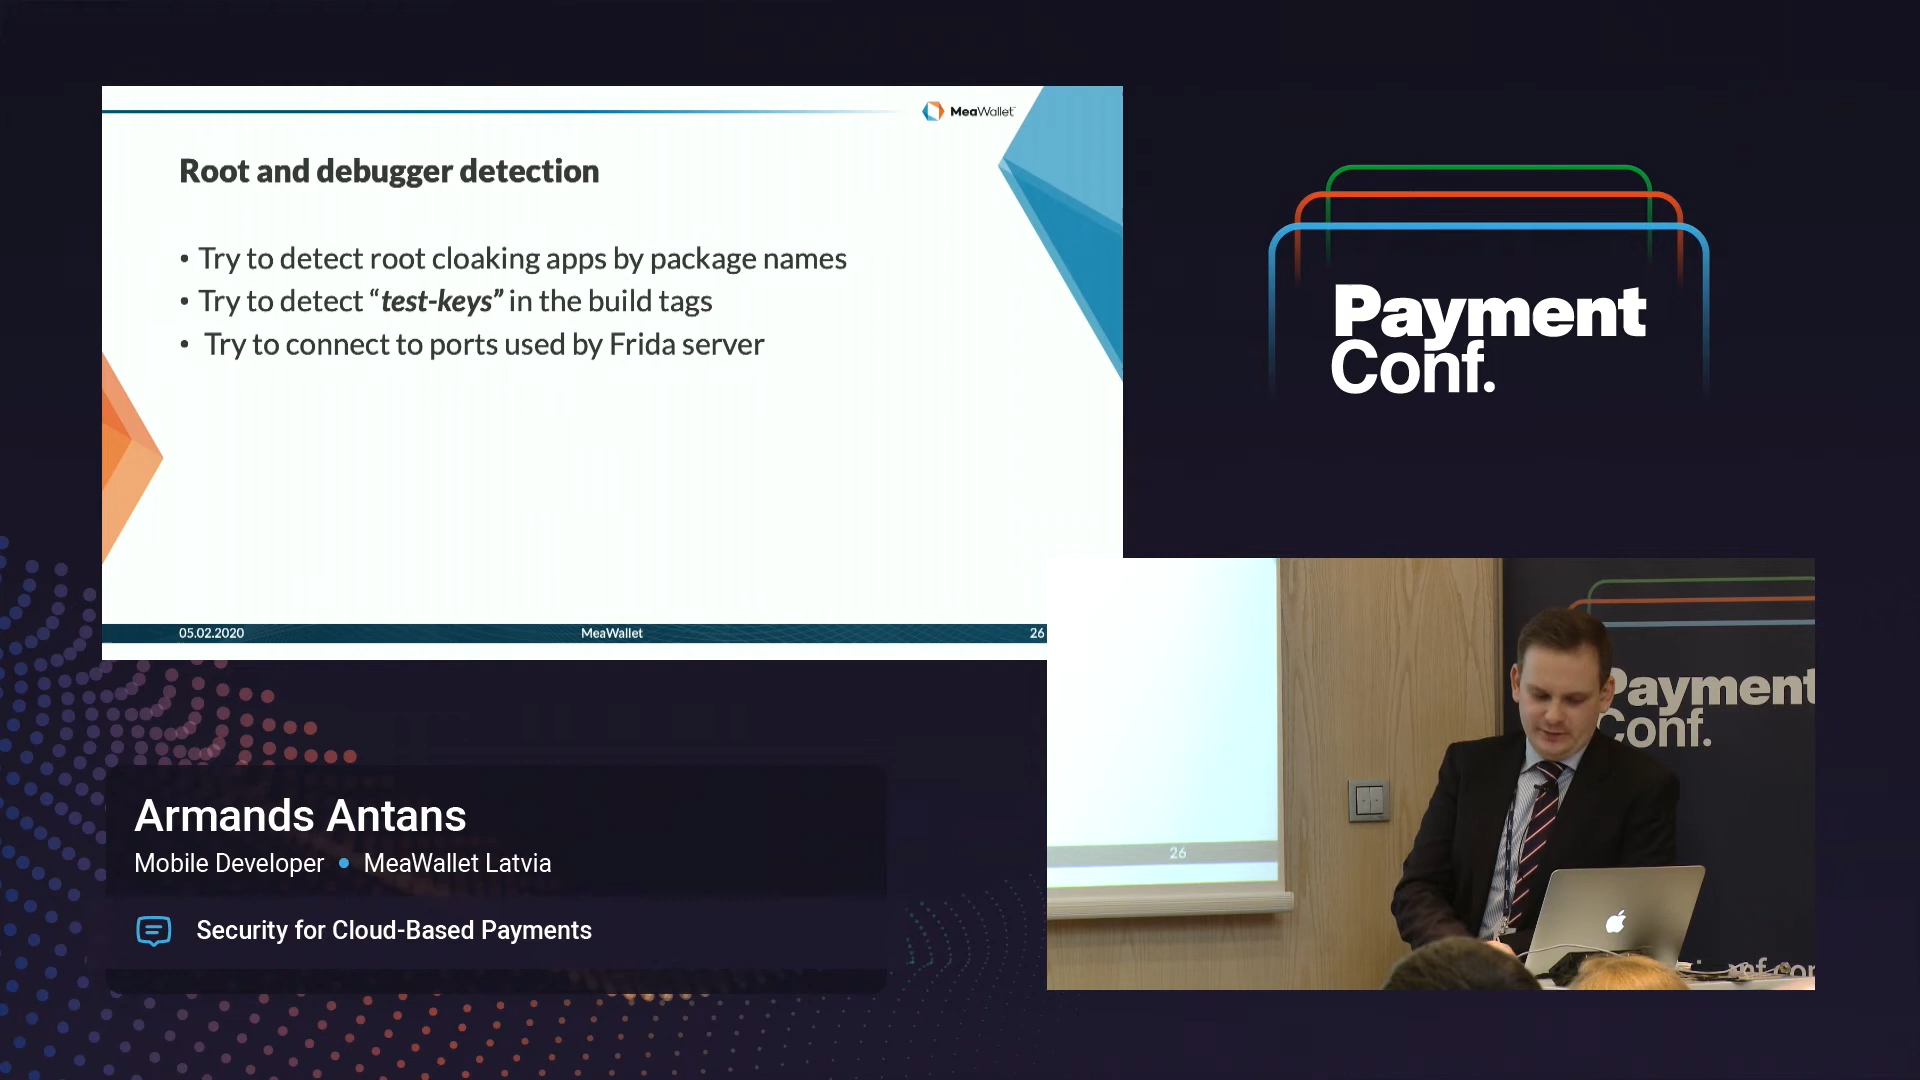 MeaWallet
Root and debugger detection
• Try to detect root cloaking apps by package names
• Try to detect “test-keys” in the build tags
• Try to connect to ports used by Frida server
05.02.2020 MeaWallet 26
Payment
Conf.
Payment
Conf.
26
Armands Antans
Mobile Developer • MeaWallet Latvia
Security for Cloud-Based Payments